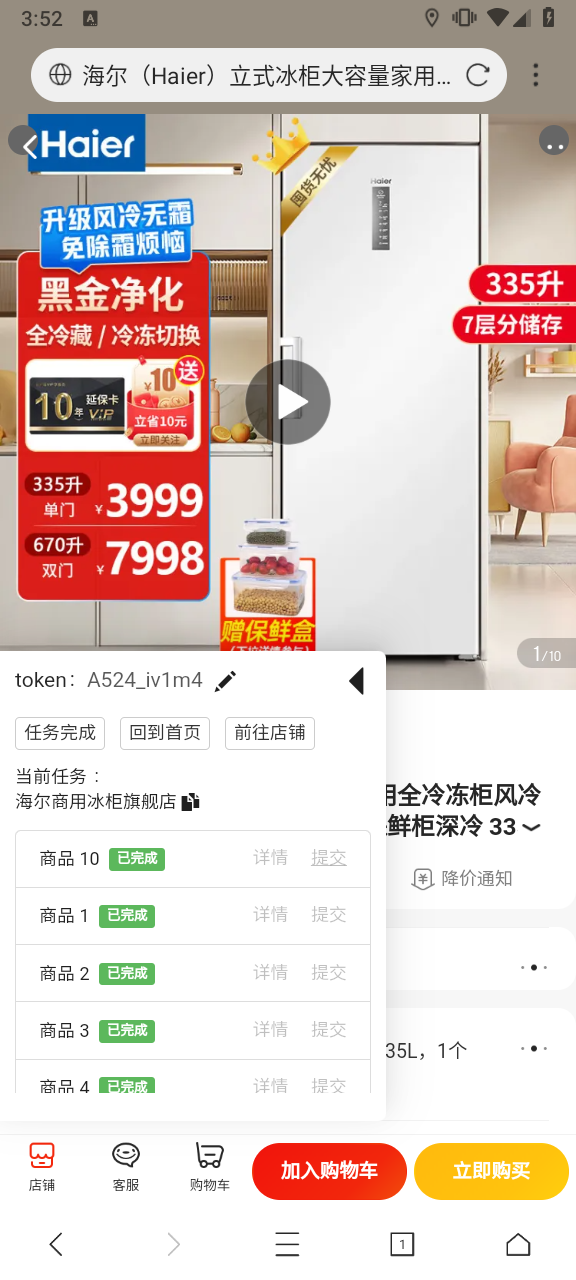 3:52
A
海尔（Haier）立式冰柜大容量家用…
Haier
升级风冷无霜
免除霜烦恼
黑金净化
全冷藏 / 冷冻切换
送
10年 延保卡 VIP
¥10
立省10元
立即关注
335升
单门
¥3999
670升
双门
¥7998
囤货无忧
Haier
335升
7层分储存
赠保鲜盒
1/10
token： A524_iv1m4
任务完成 回到首页 前往店铺
当前任务：
海尔商用冰柜旗舰店
商品 10 已完成 详情 提交
商品 1 已完成 详情 提交
商品 2 已完成 详情 提交
商品 3 已完成 详情 提交
商品 4 已完成 详情 提交
用全冷冻柜风冷
鲜柜深冷 33
降价通知
35L，1个
店铺
客服
购物车
加入购物车
立即购买
1